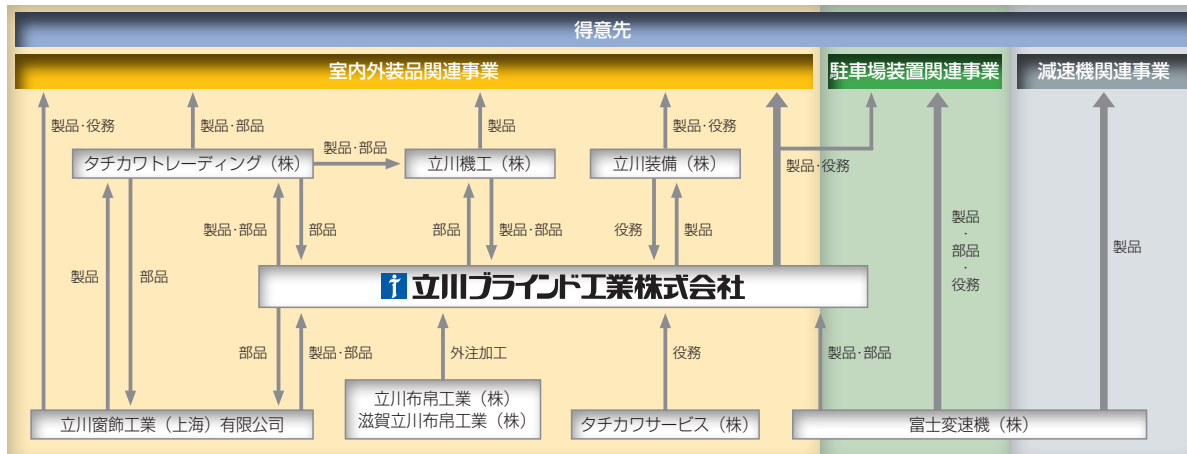 得意先
室内外装品関連事業
駐車場装置関連事業
減速機関連事業
製品・役務
製品・部品
製品
製品・役務
製品・部品
タチカワトレーディング（株）
立川機工（株）
立川装備（株）
製品・役務
製品
部品
製品・部品
部品
部品
製品・部品
役務
製品
製品
・
部品
・
役務
製品
立川ブラインド工業株式会社
部品
製品・部品
外注加工
役務
製品・部品
立川窗飾工業（上海）有限公司
立川布帛工業（株）
滋賀立川布帛工業（株）
タチカワサービス（株）
富士変速機（株）